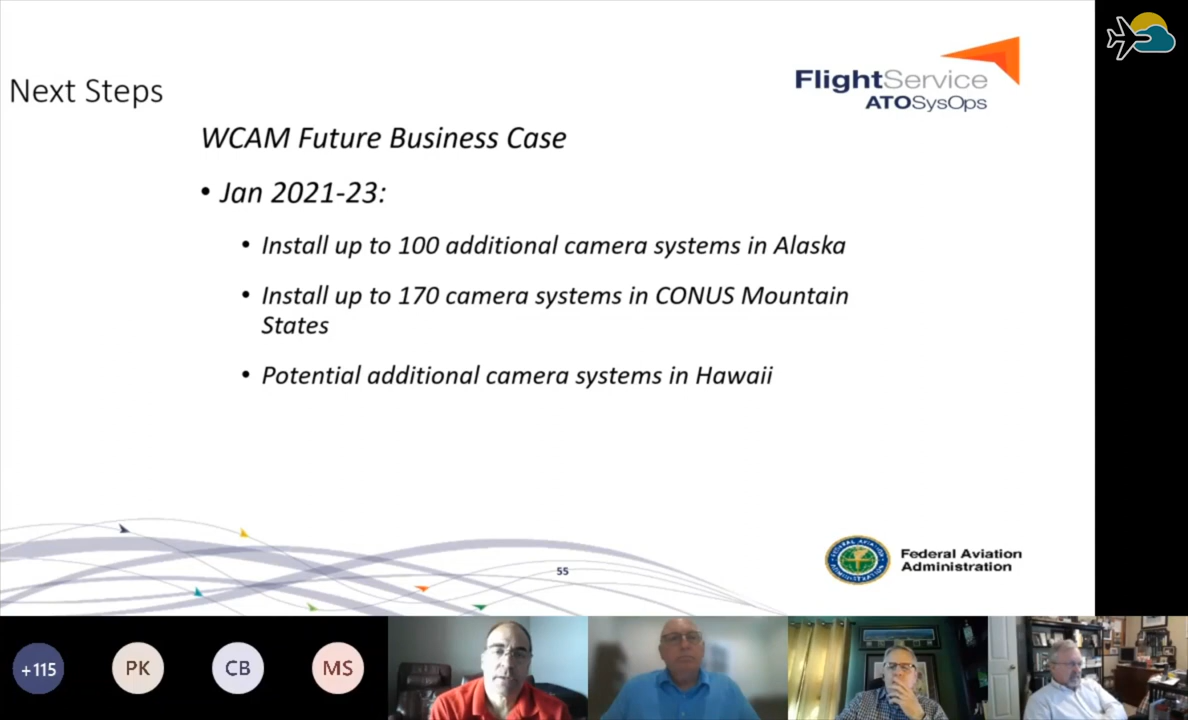 Next Steps
FlightService
ATOSysOps
WCAM Future Business Case
• Jan 2021-23:
• Install up to 100 additional camera systems in Alaska
• Install up to 170 camera systems in CONUS Mountain
States
• Potential additional camera systems in Hawaii
55
Federal Aviation
Administration
+115
PK
CB
MS